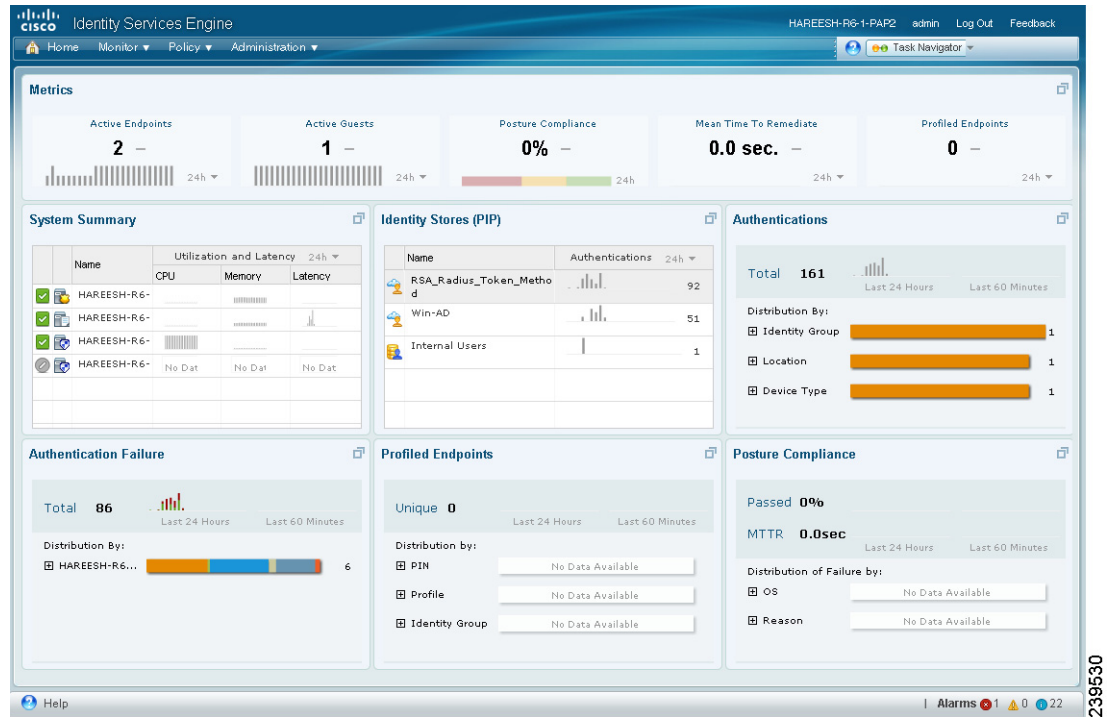 CISCO Identity Services Engine
HAREESH-R6-1-PAP2 admin Log Out Feedback
Home Monitor ▾ Policy ▾ Administration ▾
Task Navigator ▾
Metrics
Active Endpoints
2 –
24h ▾
Active Guests
1 –
24h ▾
Posture Compliance
0% –
24h
Mean Time To Remediate
0.0 sec. –
24h ▾
Profiled Endpoints
0 –
24h ▾
System Summary
Name
Utilization and Latency 24h ▾
CPU Memory Latency
HAREESH-R6-
HAREESH-R6-
HAREESH-R6-
HAREESH-R6- No Dat No Dat No Dat
Identity Stores (PIP)
Name Authentications 24h ▾
RSA_Radius_Token_Metho
d
92
Win-AD 51
Internal Users 1
Authentications
Total 161
Last 24 Hours Last 60 Minutes
Distribution By:
Identity Group 1
Location 1
Device Type 1
Authentication Failure
Total 86
Last 24 Hours Last 60 Minutes
Distribution By:
HAREESH-R6... 6
Profiled Endpoints
Unique 0
Last 24 Hours Last 60 Minutes
Distribution by:
PIN No Data Available
Profile No Data Available
Identity Group No Data Available
Posture Compliance
Passed 0%
MTTR 0.0sec
Last 24 Hours Last 60 Minutes
Distribution of Failure by:
OS No Data Available
Reason No Data Available
Help
| Alarms 1 0 22
239530